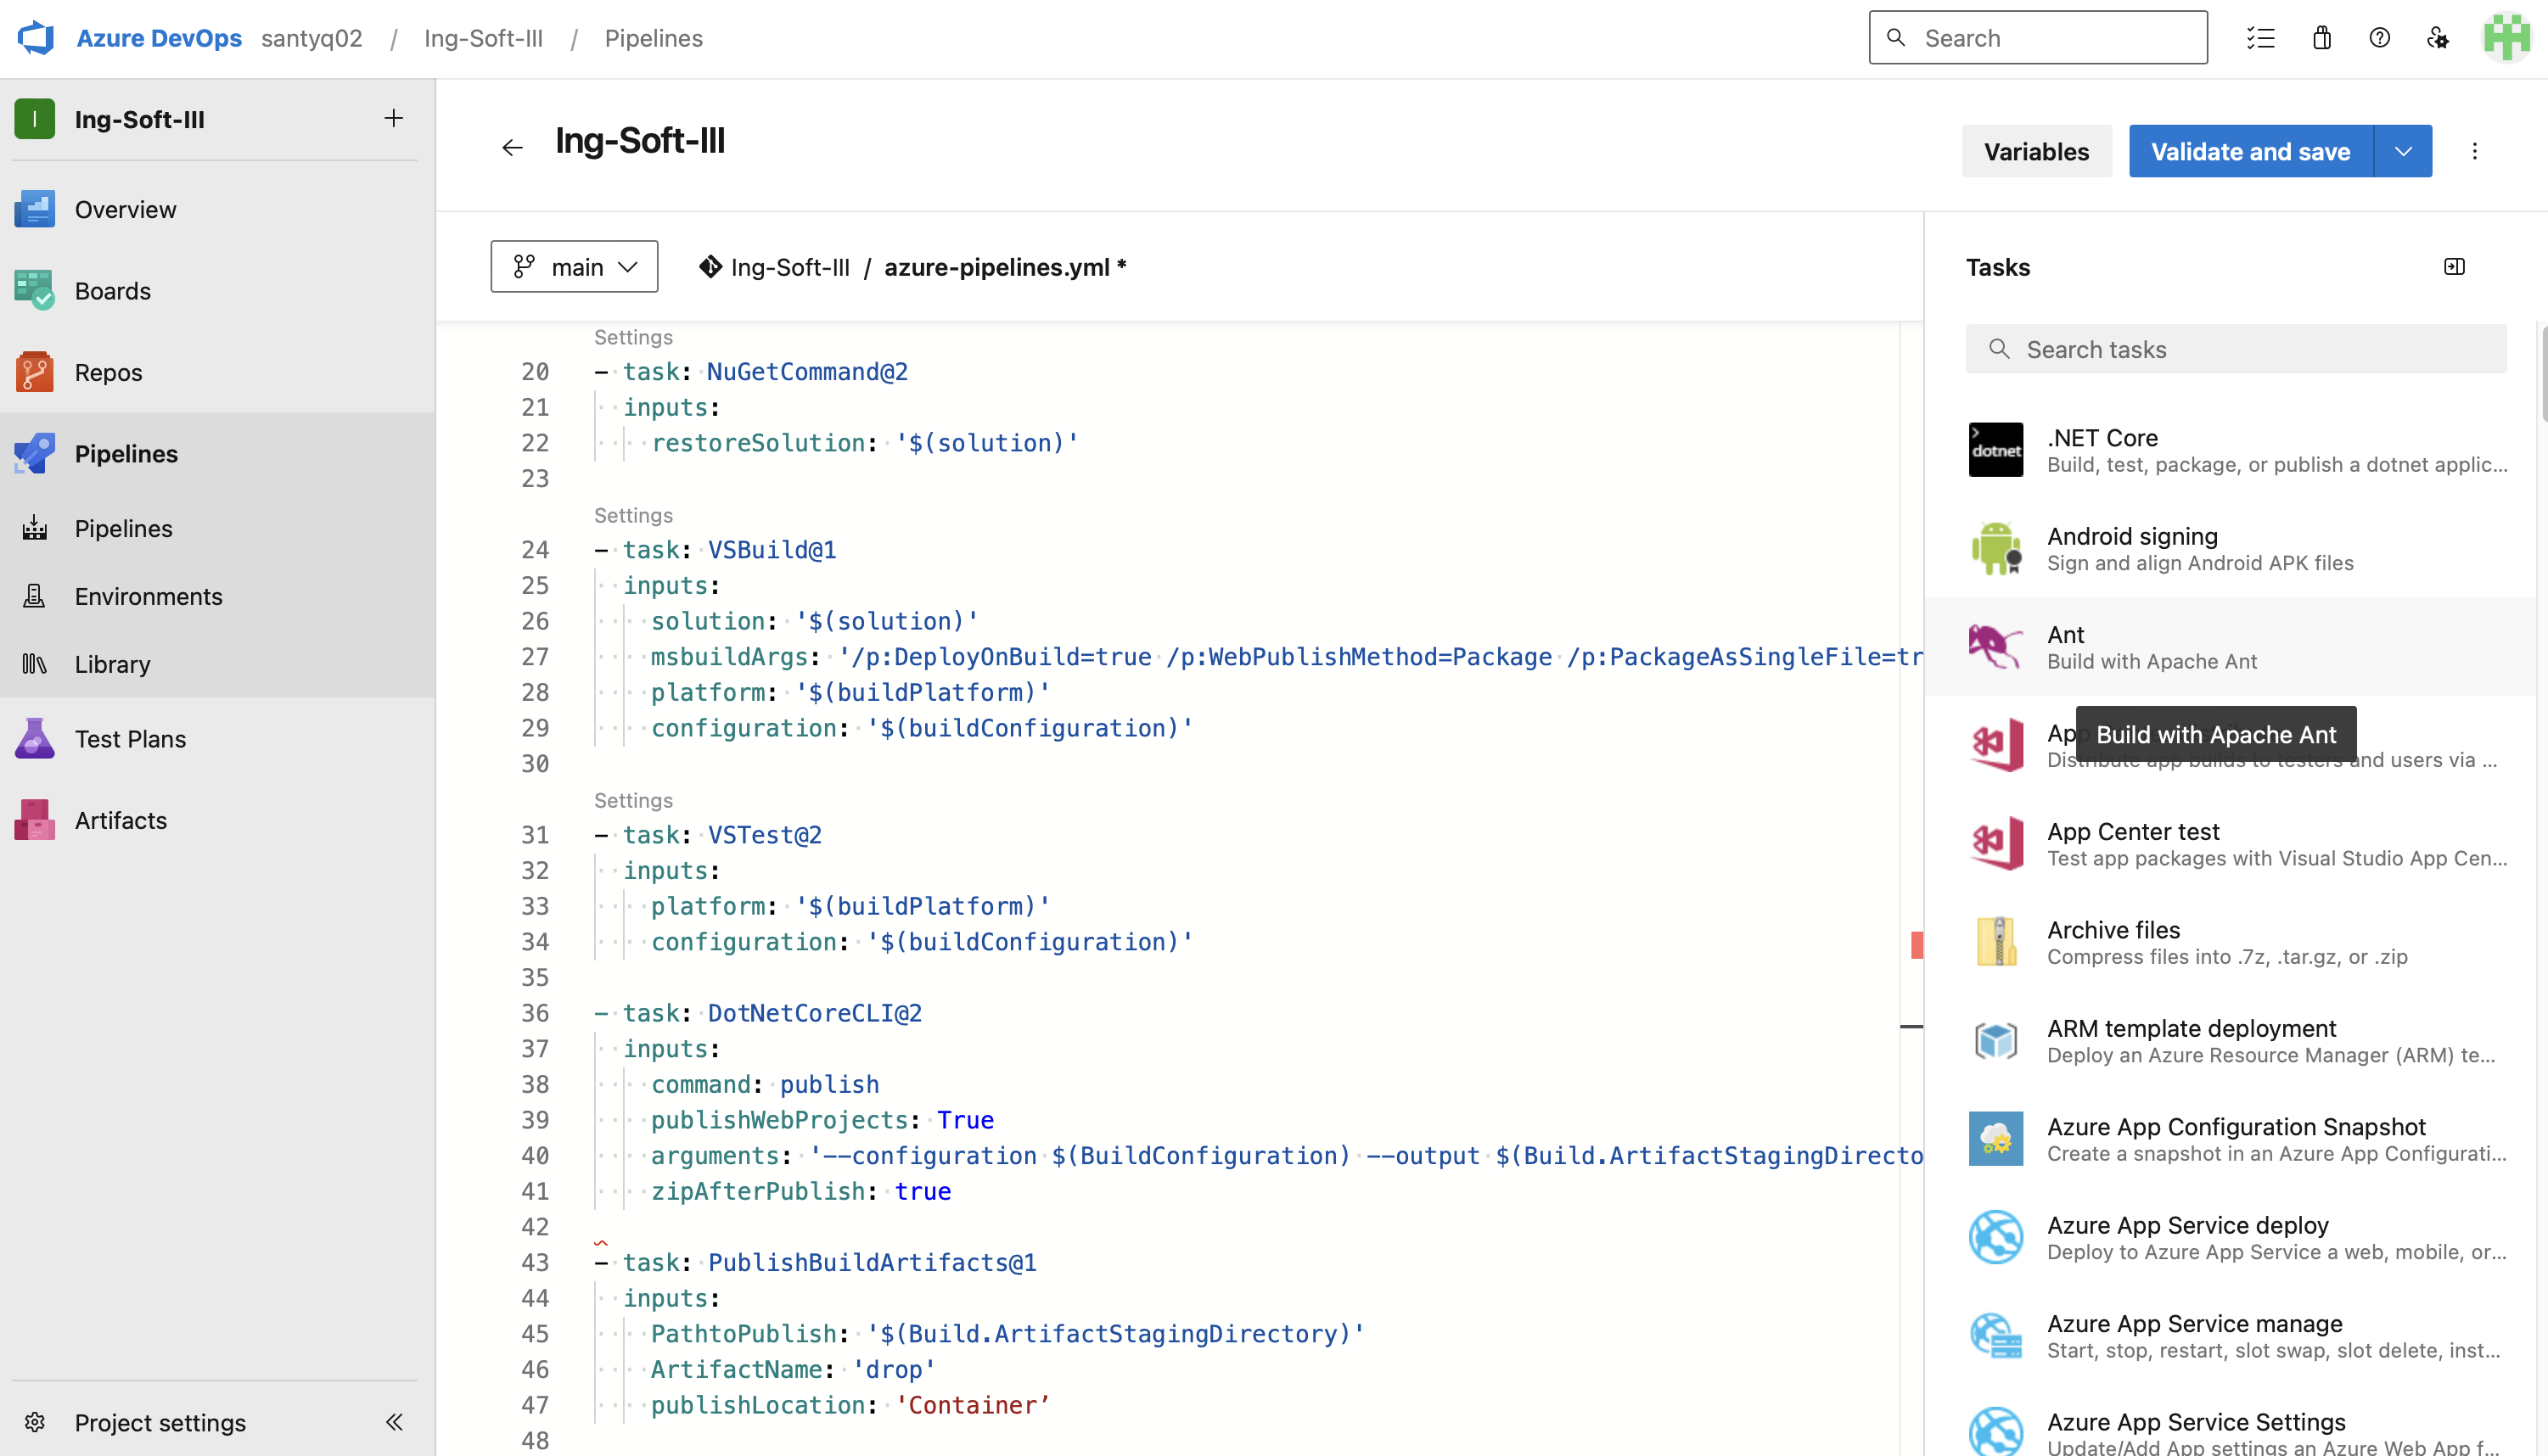 Azure DevOps santyq02 / Ing-Soft-III / Pipelines
Search
I Ing-Soft-III
Overview
Boards
Repos
Pipelines
Pipelines
Environments
Library
Test Plans
Artifacts
Project settings
Ing-Soft-III
Variables
Validate and save
main
Ing-Soft-III / azure-pipelines.yml *
Settings
20 - task: NuGetCommand@2
21 inputs:
22 restoreSolution: '$(solution)'
23
Settings
24 - task: VSBuild@1
25 inputs:
26 solution: '$(solution)'
27 msbuildArgs: '/p:DeployOnBuild=true /p:WebPublishMethod=Package /p:PackageAsSingleFile=tr
28 platform: '$(buildPlatform)'
29 configuration: '$(buildConfiguration)'
30
Settings
31 - task: VSTest@2
32 inputs:
33 platform: '$(buildPlatform)'
34 configuration: '$(buildConfiguration)'
35
36 - task: DotNetCoreCLI@2
37 inputs:
38 command: publish
39 publishWebProjects: True
40 arguments: '--configuration $(BuildConfiguration) --output $(Build.ArtifactStagingDirecto
41 zipAfterPublish: true
42
43 - task: PublishBuildArtifacts@1
44 inputs:
45 PathtoPublish: '$(Build.ArtifactStagingDirectory)'
46 ArtifactName: 'drop'
47 publishLocation: 'Container’
48
Tasks
Search tasks
dotnet
.NET Core
Build, test, package, or publish a dotnet applic...
Android signing
Sign and align Android APK files
Ant
Build with Apache Ant
App
Build with Apache Ant
Distribute app builds to testers and users via ...
App Center test
Test app packages with Visual Studio App Cen...
Archive files
Compress files into .7z, .tar.gz, or .zip
ARM template deployment
Deploy an Azure Resource Manager (ARM) te...
Azure App Configuration Snapshot
Create a snapshot in an Azure App Configurati...
Azure App Service deploy
Deploy to Azure App Service a web, mobile, or...
Azure App Service manage
Start, stop, restart, slot swap, slot delete, inst...
Azure App Service Settings
Update/Add App settings an Azure Web App f...